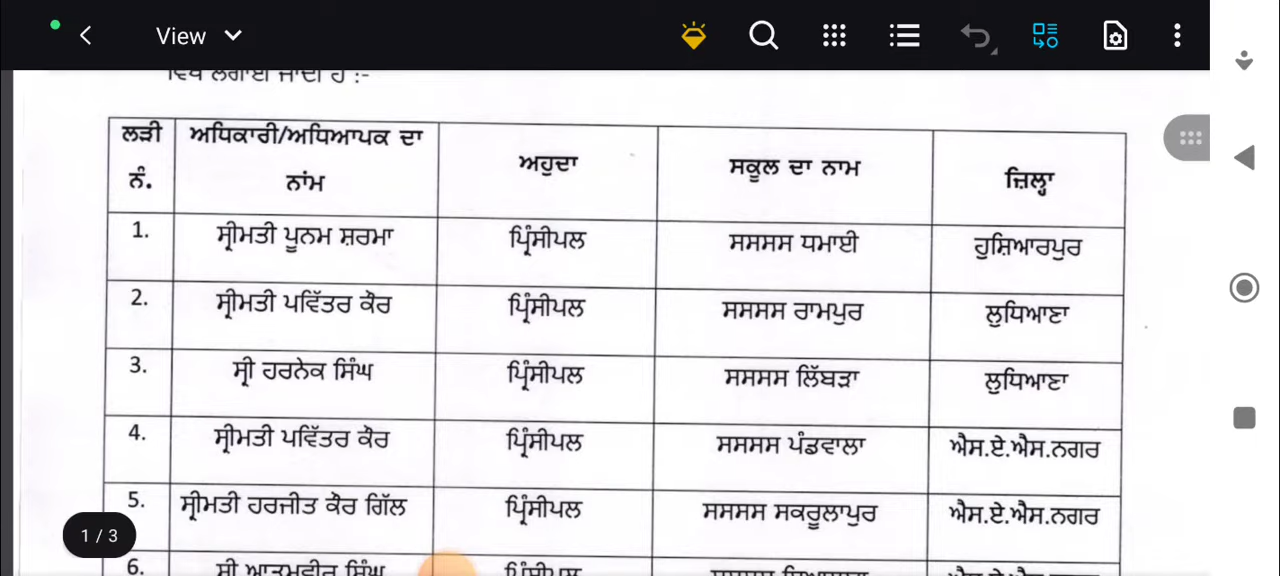 View
ਲੜੀ ਨੰ. ਅਧਿਕਾਰੀ/ਅਧਿਆਪਕ ਦਾ ਨਾਂਮ ਅਹੁਦਾ ਸਕੂਲ ਦਾ ਨਾਮ ਜ਼ਿਲ੍ਹਾ
1. ਸ੍ਰੀਮਤੀ ਪੂਨਮ ਸ਼ਰਮਾ ਪ੍ਰਿੰਸੀਪਲ ਸਸਸਸ ਧਮਾਈ ਹੁਸ਼ਿਆਰਪੁਰ
2. ਸ੍ਰੀਮਤੀ ਪਵਿੱਤਰ ਕੌਰ ਪ੍ਰਿੰਸੀਪਲ ਸਸਸਸ ਰਾਮਪੁਰ ਲੁਧਿਆਣਾ
3. ਸ੍ਰੀ ਹਰਨੇਕ ਸਿੰਘ ਪ੍ਰਿੰਸੀਪਲ ਸਸਸਸ ਲਿੱਬੜਾ ਲੁਧਿਆਣਾ
4. ਸ੍ਰੀਮਤੀ ਪਵਿੱਤਰ ਕੌਰ ਪ੍ਰਿੰਸੀਪਲ ਸਸਸਸ ਪੰਡਵਾਲਾ ਐਸ.ਏ.ਐਸ.ਨਗਰ
5. ਸ੍ਰੀਮਤੀ ਹਰਜੀਤ ਕੌਰ ਗਿੱਲ ਪ੍ਰਿੰਸੀਪਲ ਸਸਸਸ ਸਕਰੂਲਾਪੁਰ ਐਸ.ਏ.ਐਸ.ਨਗਰ
1 / 3
6. ਸ੍ਰੀ ਆਤਮਵੀਰ ਸਿੰਘ ਪ੍ਰਿੰਸੀਪਲ